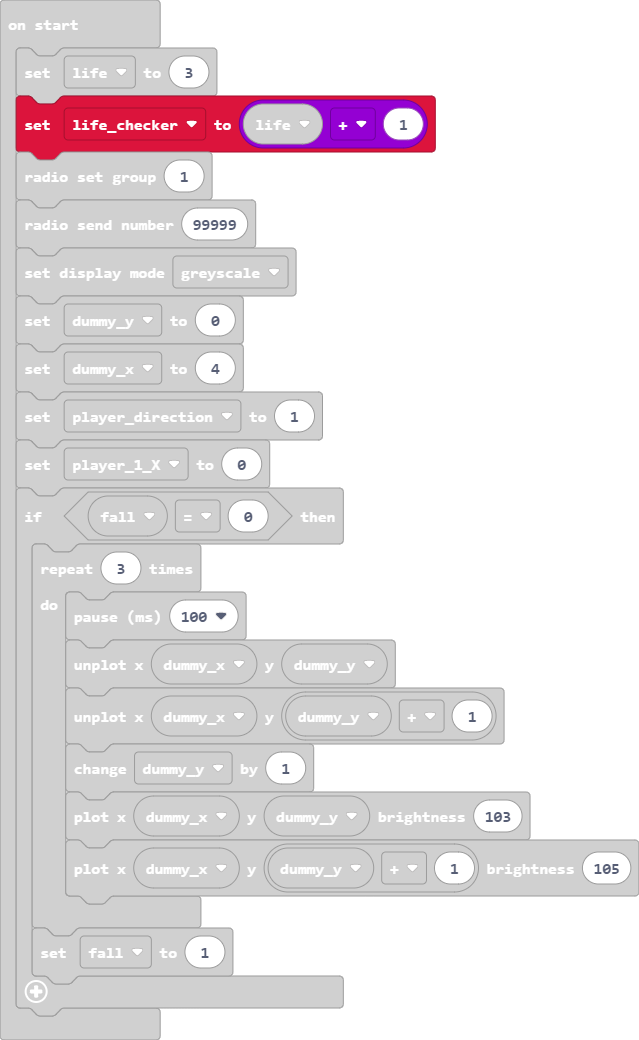 on start
set life to 3
set life_checker to life + 1
radio set group 1
radio send number 99999
set display mode greyscale
set dummy_y to 0
set dummy_x to 4
set player_direction to 1
set player_1_X to 0
if fall = 0 then
repeat 3 times
do
pause (ms) 100
unplot x dummy_x y dummy_y
unplot x dummy_x y dummy_y + 1
change dummy_y by 1
plot x dummy_x y dummy_y brightness 103
plot x dummy_x y dummy_y + 1 brightness 105
set fall to 1